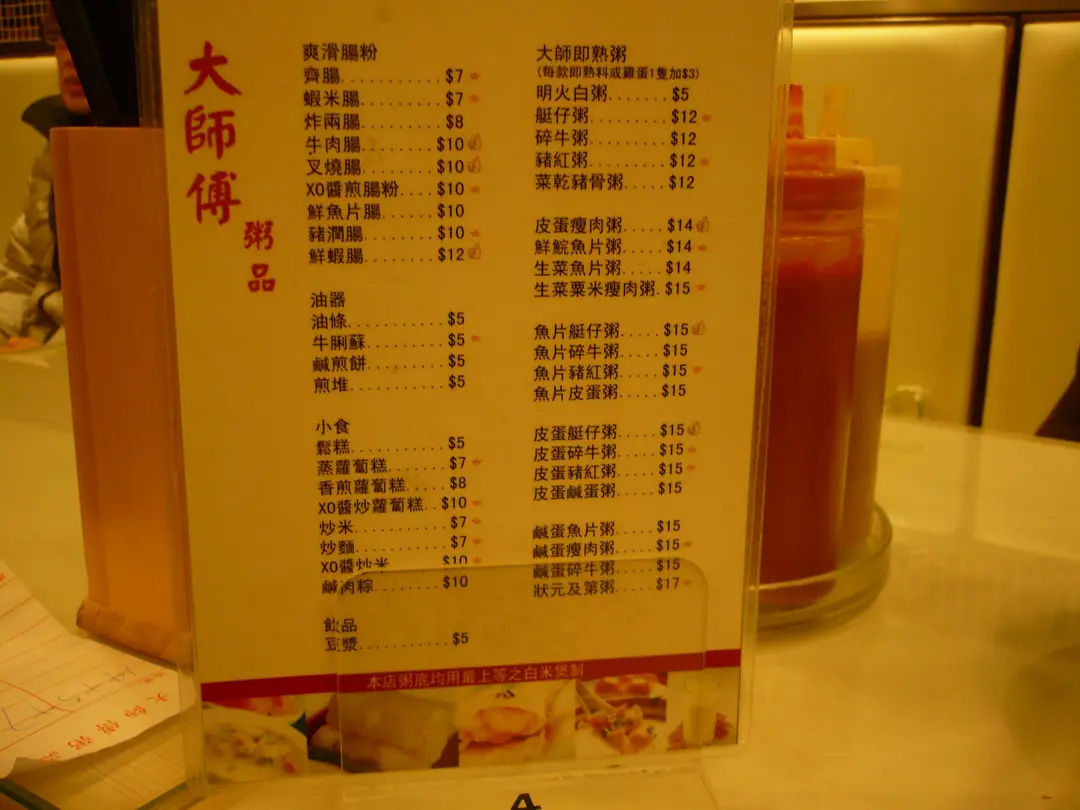 大師傅
粥品
爽滑腸粉
齊腸............$7
蝦米腸..........$7
炸兩腸..........$8
牛肉腸.........$10
叉燒腸.........$10
XO醬煎腸粉....$10
鮮魚片腸......$10
豬潤腸.........$10
鮮蝦腸........$12
油器
油條...........$5
牛脷蘇.........$5
鹹煎餅.........$5
煎堆...........$5
小食
鬆糕...........$5
蒸蘿蔔糕.......$7
香煎蘿蔔糕.....$8
XO醬炒蘿蔔糕..$10
炒米...........$7
炒麵...........$7
XO醬炒米......$10
鹹肉粽........$10
飲品
豆漿..........$5
大師即熟粥
(每款即熟料或雞蛋1隻加$3)
明火白粥.......$5
艇仔粥.........$12
碎牛粥.........$12
豬紅粥.........$12
菜乾豬骨粥.....$12
皮蛋瘦肉粥.....$14
鮮鯇魚片粥.....$14
生菜魚片粥.....$14
生菜粟米瘦肉粥.$15
魚片艇仔粥.....$15
魚片碎牛粥.....$15
魚片豬紅粥.....$15
魚片皮蛋粥.....$15
皮蛋艇仔粥.....$15
皮蛋碎牛粥.....$15
皮蛋豬紅粥.....$15
皮蛋鹹蛋粥.....$15
鹹蛋魚片粥.....$15
鹹蛋瘦肉粥.....$15
鹹蛋碎牛粥.....$15
狀元及第粥.....$17
本店粥底均用最上等之白米煲制
大師傅粥